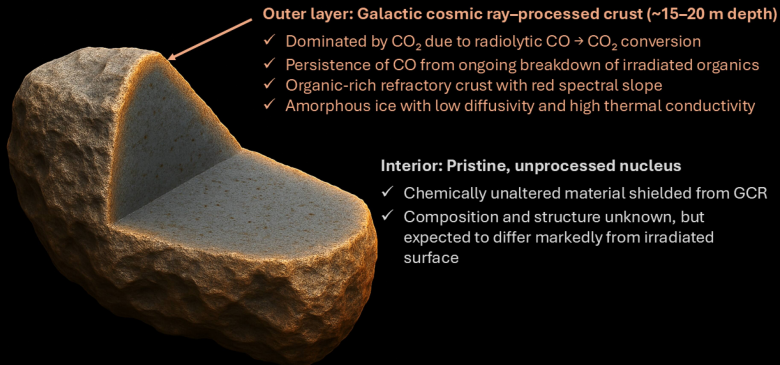 Outer layer: Galactic cosmic ray–processed crust (~15–20 m depth)
✓ Dominated by CO₂ due to radiolytic CO → CO₂ conversion
✓ Persistence of CO from ongoing breakdown of irradiated organics
✓ Organic-rich refractory crust with red spectral slope
✓ Amorphous ice with low diffusivity and high thermal conductivity
Interior: Pristine, unprocessed nucleus
✓ Chemically unaltered material shielded from GCR
✓ Composition and structure unknown, but
expected to differ markedly from irradiated
surface